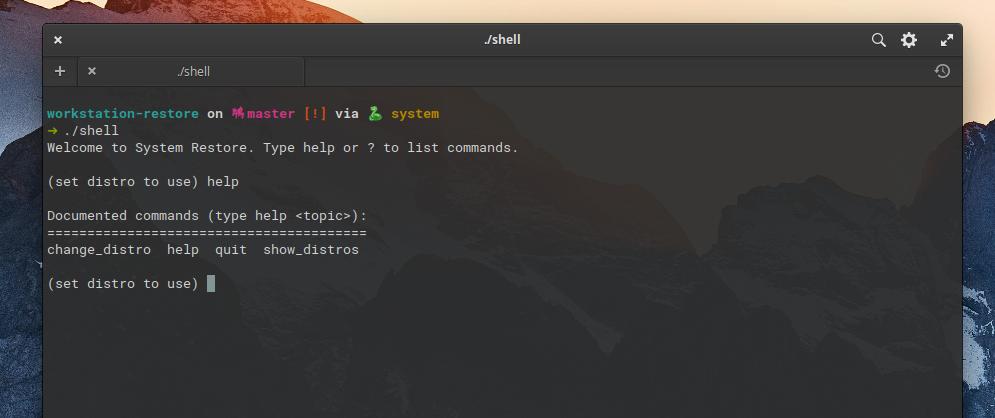 ./shell
./shell
workstation-restore on master [!] via 🐍 system
➜ ./shell
Welcome to System Restore. Type help or ? to list commands.
(set distro to use) help
Documented commands (type help <topic>):
========================================
change_distro  help  quit  show_distros
(set distro to use)